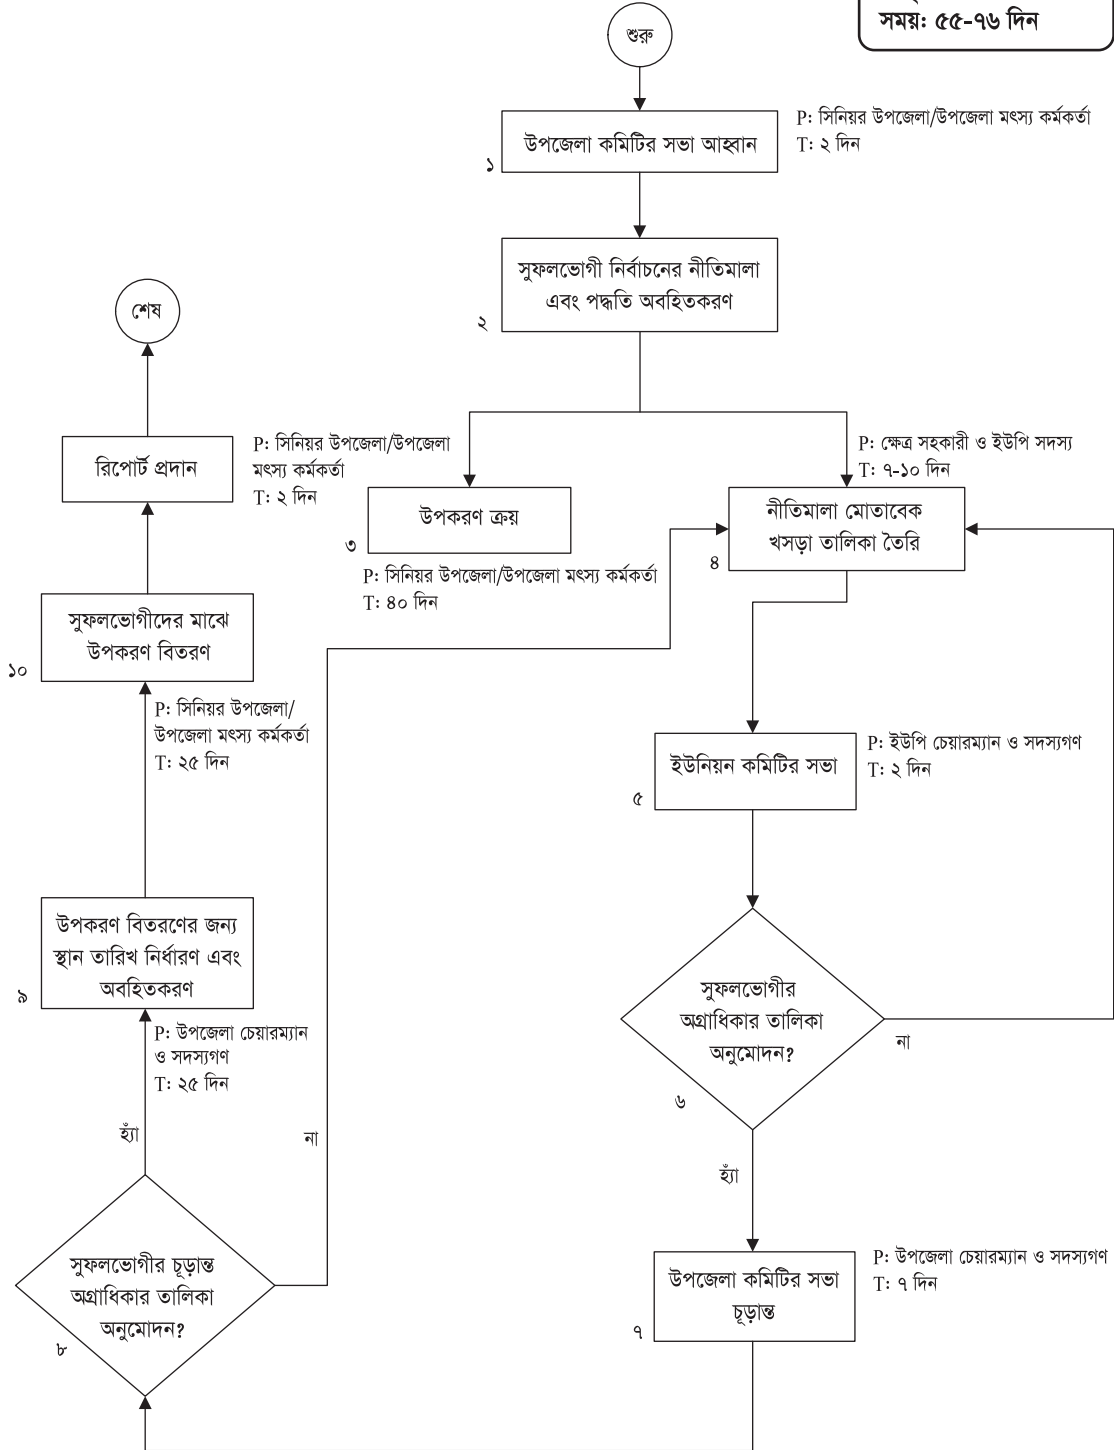 সময়: ৫৫-৭৬ দিন
শুরু
উপজেলা কমিটির সভা আহ্বান
১
P: সিনিয়র উপজেলা/উপজেলা মৎস্য কর্মকর্তা
T: ২ দিন
সুফলভোগী নির্বাচনের নীতিমালা
এবং পদ্ধতি অবহিতকরণ
২
উপকরণ ক্রয়
৩
P: সিনিয়র উপজেলা/উপজেলা মৎস্য কর্মকর্তা
T: ৪০ দিন
P: ক্ষেত্র সহকারী ও ইউপি সদস্য
T: ৭-১০ দিন
নীতিমালা মোতাবেক
খসড়া তালিকা তৈরি
৪
ইউনিয়ন কমিটির সভা
৫
P: ইউপি চেয়ারম্যান ও সদস্যগণ
T: ২ দিন
সুফলভোগীর
অগ্রাধিকার তালিকা
অনুমোদন?
৬
না
হ্যাঁ
উপজেলা কমিটির সভা
চূড়ান্ত
৭
P: উপজেলা চেয়ারম্যান ও সদস্যগণ
T: ৭ দিন
সুফলভোগীর চূড়ান্ত
অগ্রাধিকার তালিকা
অনুমোদন?
৮
না
হ্যাঁ
P: উপজেলা চেয়ারম্যান
ও সদস্যগণ
T: ২৫ দিন
উপকরণ বিতরণের জন্য
স্থান তারিখ নির্ধারণ এবং
অবহিতকরণ
৯
P: সিনিয়র উপজেলা/
উপজেলা মৎস্য কর্মকর্তা
T: ২৫ দিন
সুফলভোগীদের মাঝে
উপকরণ বিতরণ
১০
রিপোর্ট প্রদান
P: সিনিয়র উপজেলা/উপজেলা
মৎস্য কর্মকর্তা
T: ২ দিন
শেষ